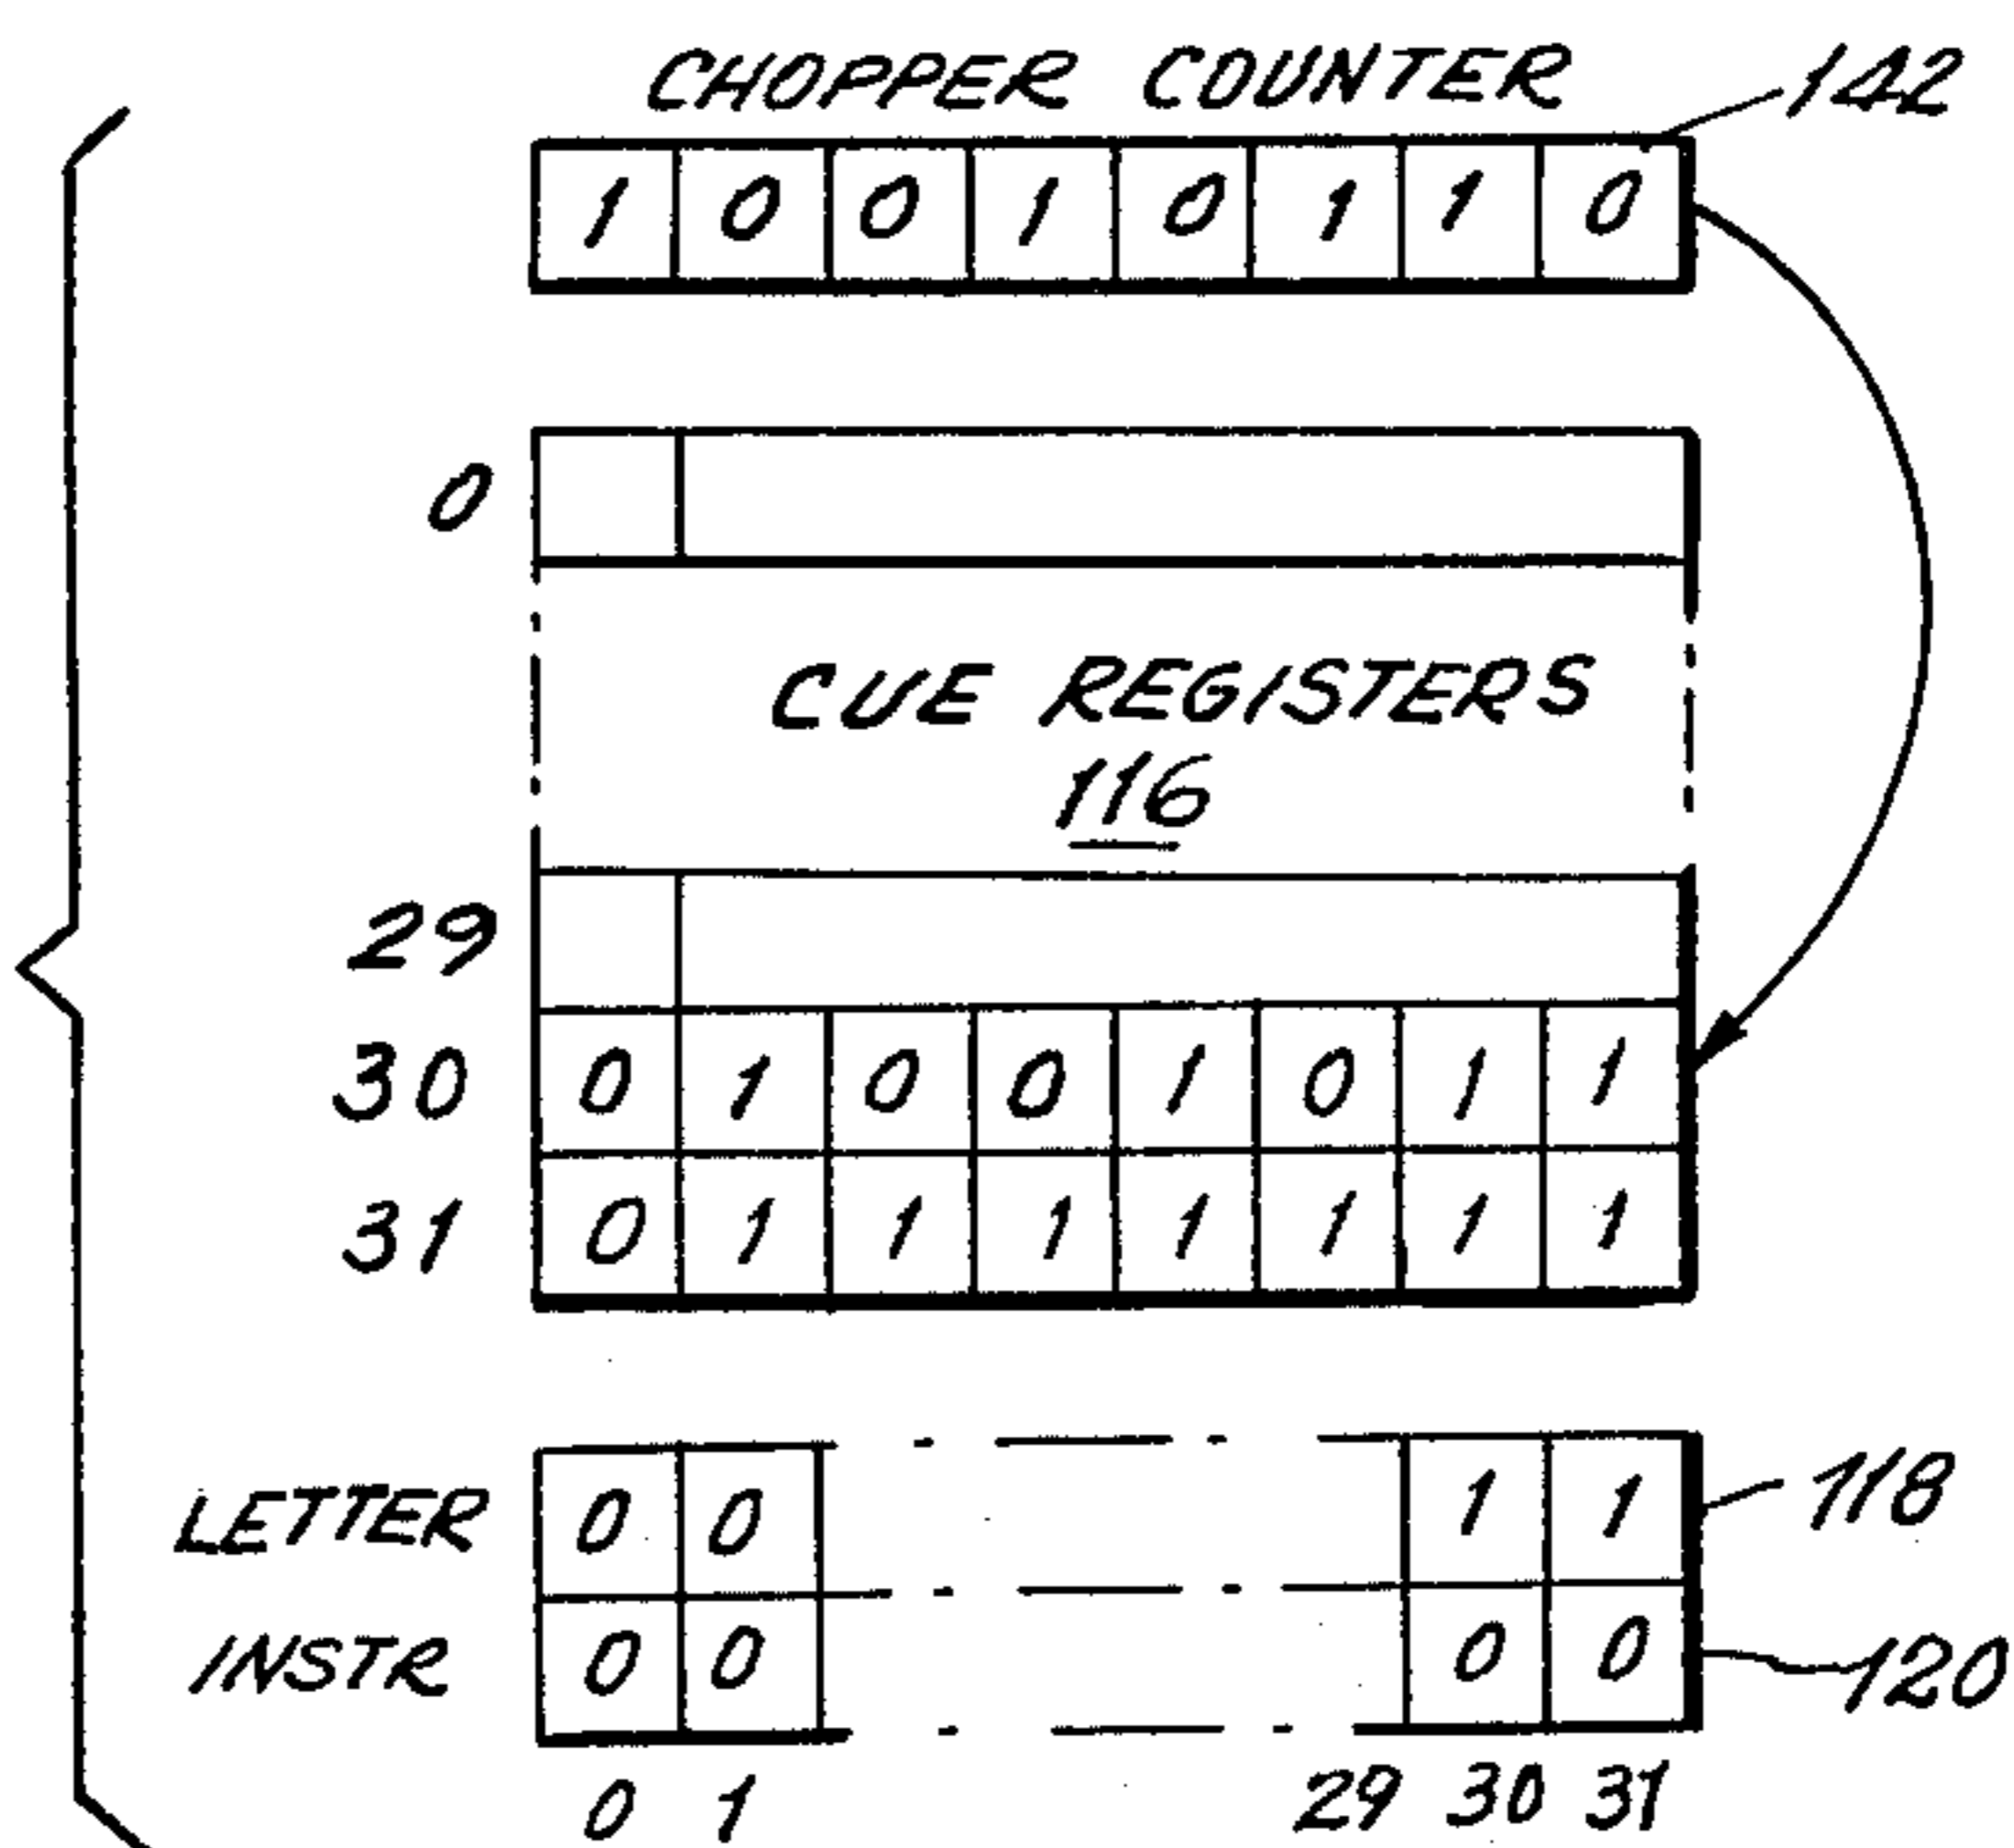 CHOPPER COUNTER 142
1 0 0 1 0 1 1 0
0
CUE REGISTERS
116
29
30 0 1 0 0 1 0 1 1
31 0 1 1 1 1 1 1 1
LETTER 0 0 1 1 118
INSTR 0 0 0 0 120
0 1 29 30 31